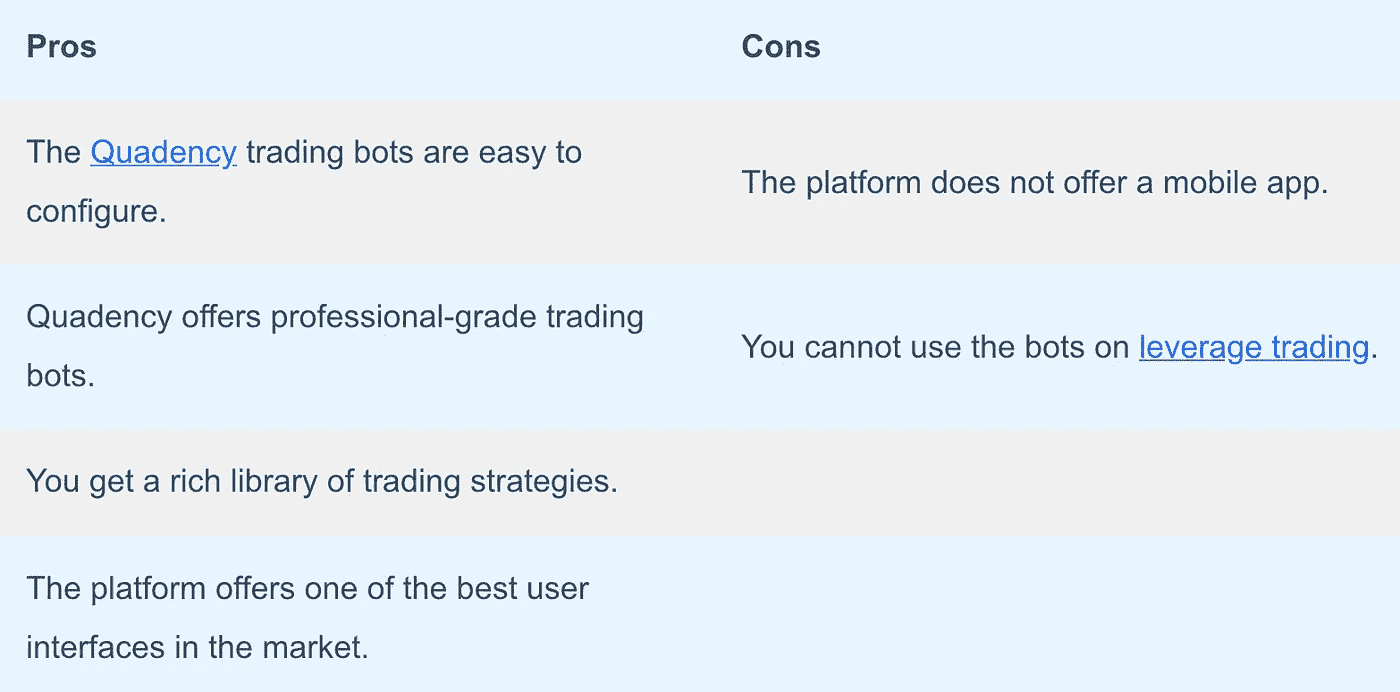 Pros
Cons
The Quadency trading bots are easy to
configure.
The platform does not offer a mobile app.
Quadency offers professional-grade trading
bots.
You cannot use the bots on leverage trading.
You get a rich library of trading strategies.
The platform offers one of the best user
interfaces in the market.